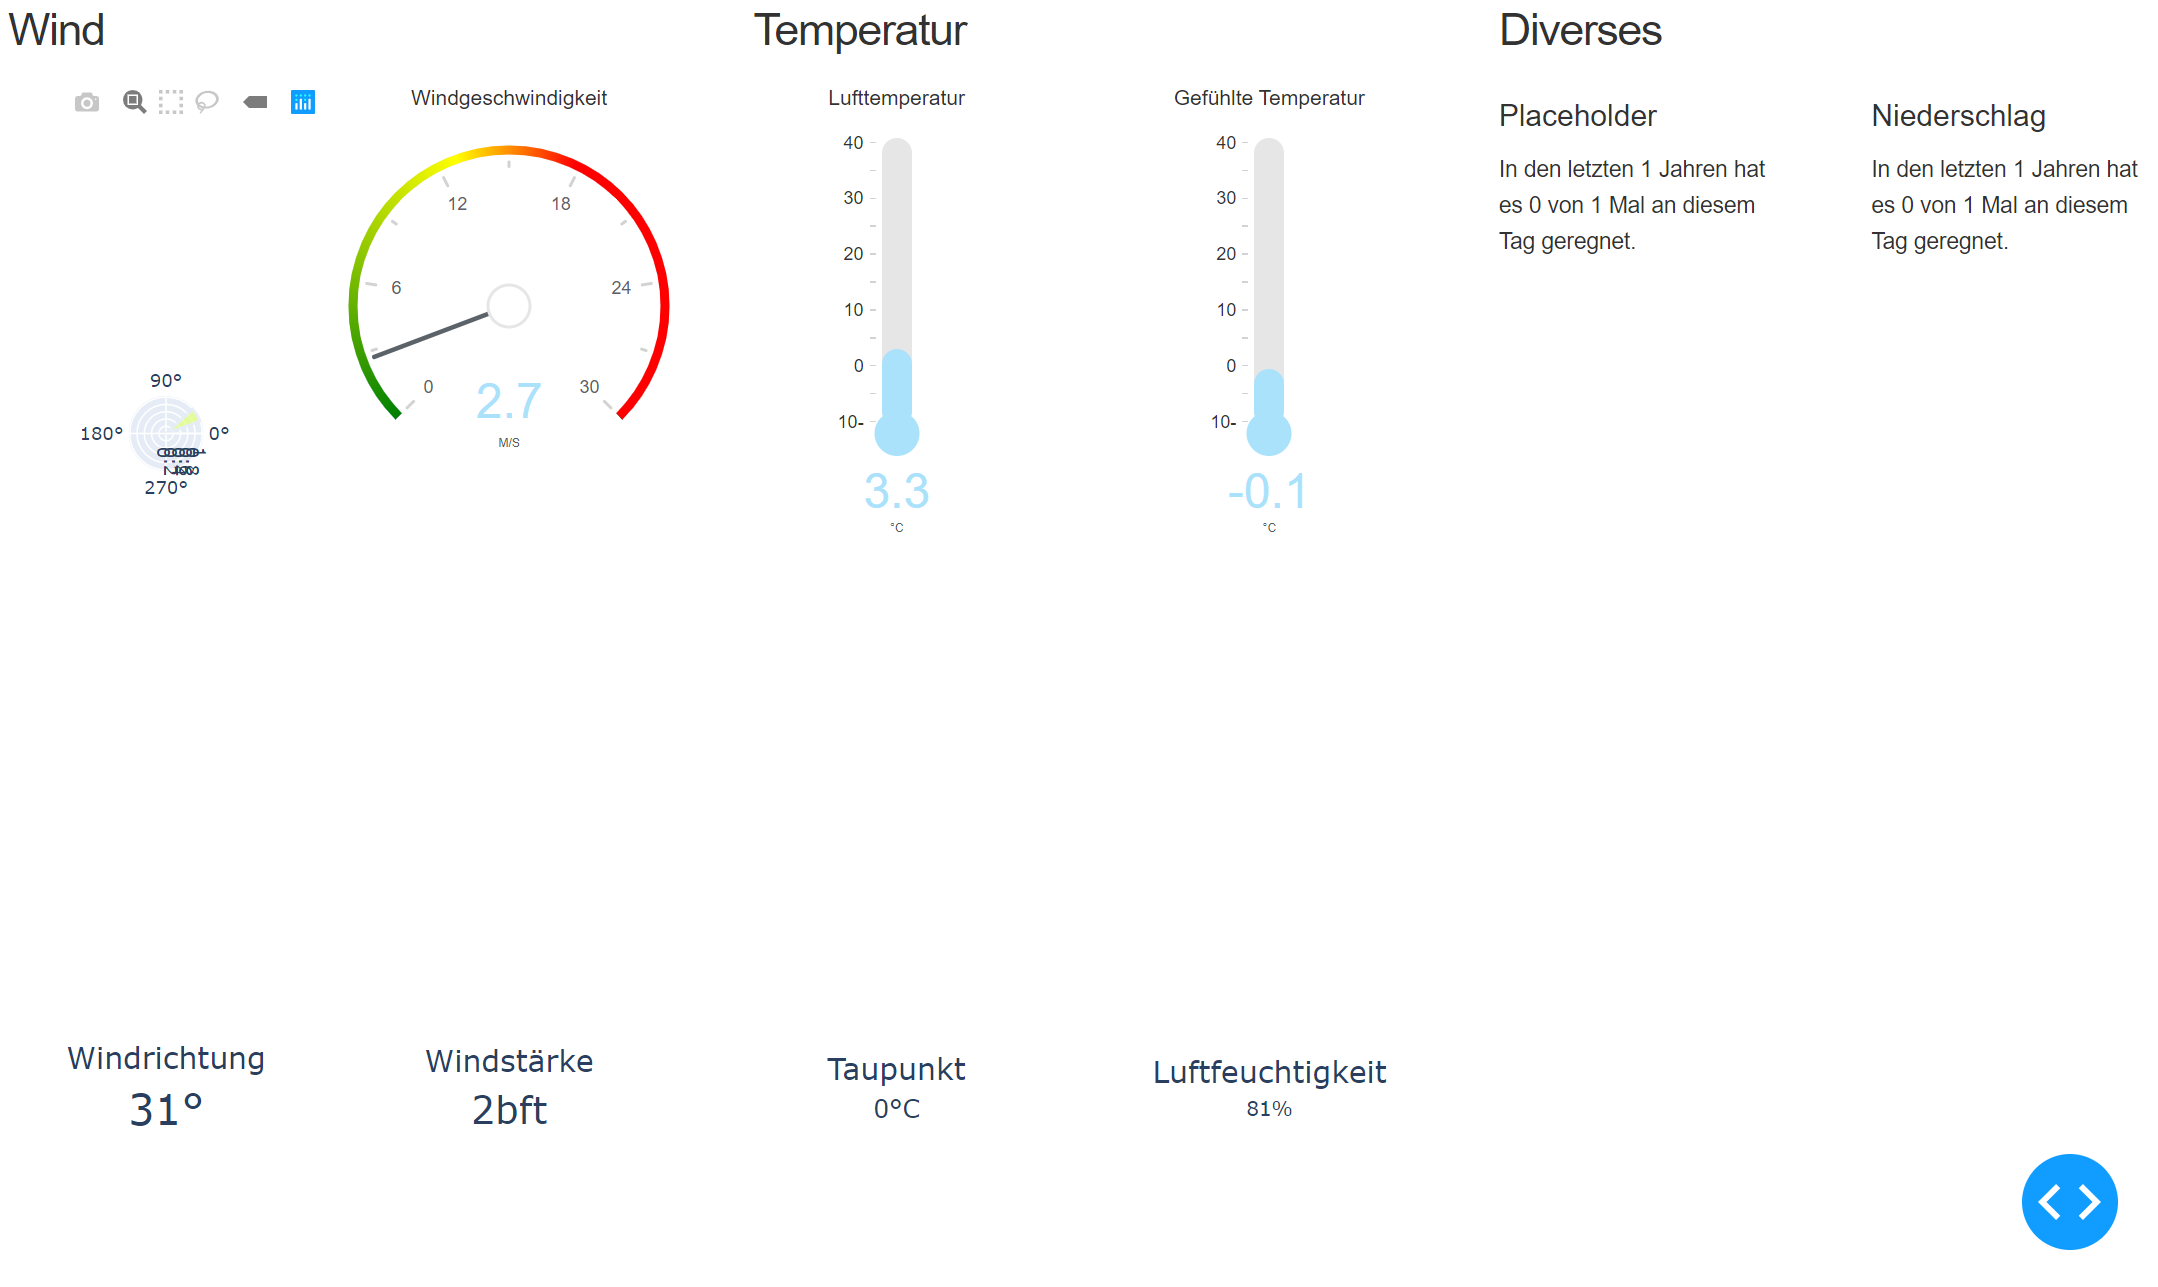 Wind
Temperatur
Diverses
Windgeschwindigkeit
12
18
6
24
0
30
2.7
M/S
90°
180°
0°
270°
Lufttemperatur
40
30
20
10
0
10-
3.3
°C
Gefühlte Temperatur
40
30
20
10
0
10-
-0.1
°C
Placeholder
In den letzten 1 Jahren hat
es 0 von 1 Mal an diesem
Tag geregnet.
Niederschlag
In den letzten 1 Jahren hat
es 0 von 1 Mal an diesem
Tag geregnet.
Windrichtung
31°
Windstärke
2bft
Taupunkt
0°C
Luftfeuchtigkeit
81%